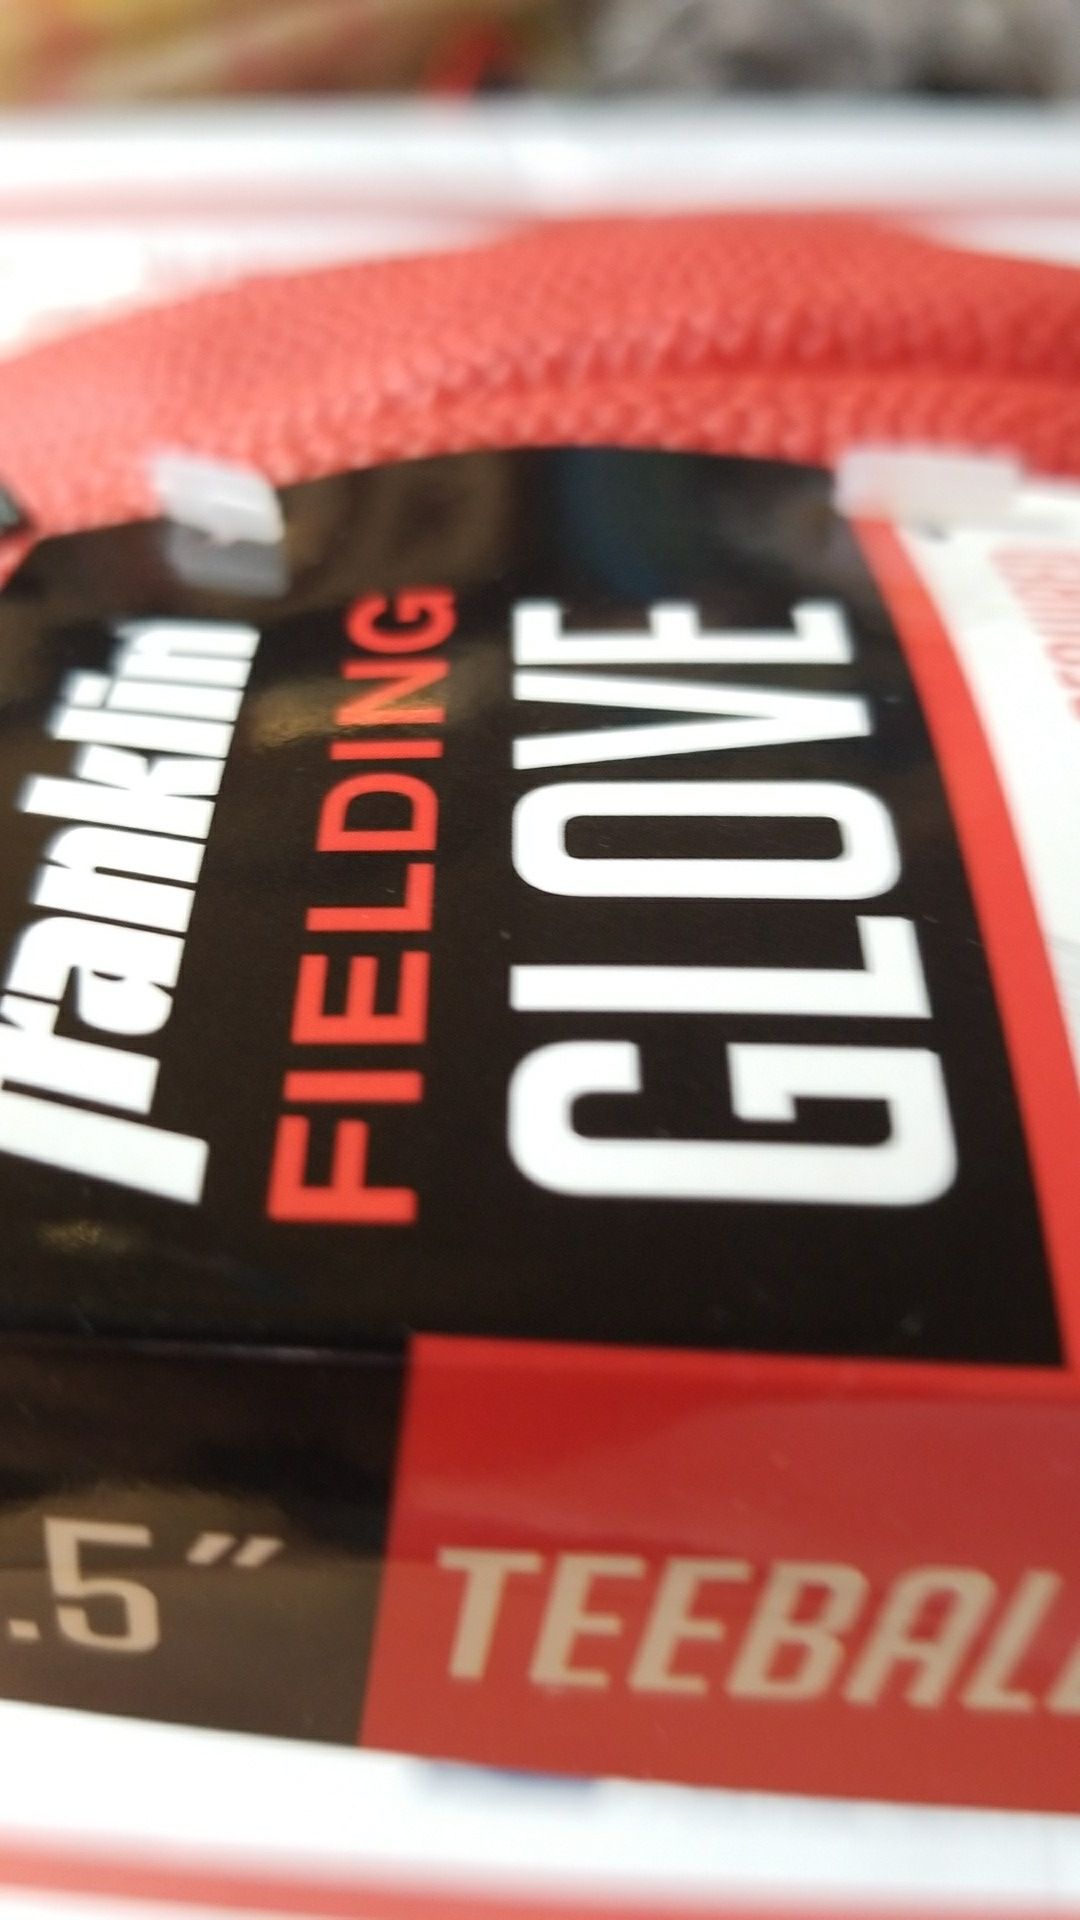 Franklin
FIELDING
GLOVE
.5"
TEEBALL